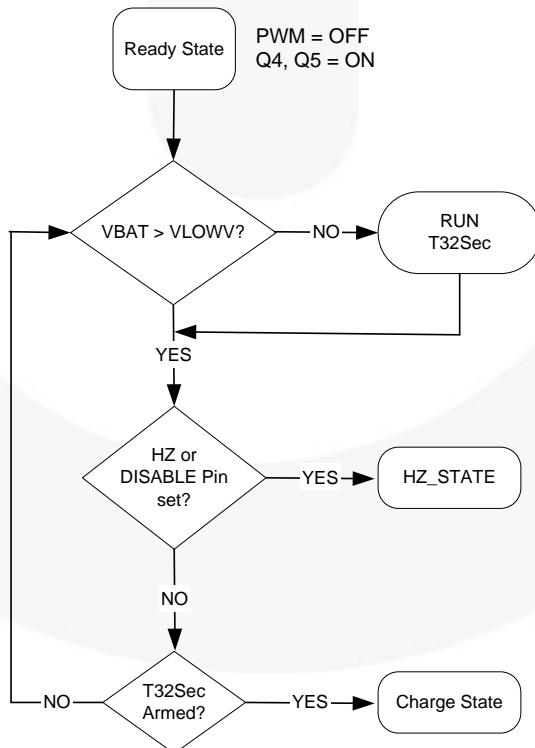 Ready State
PWM = OFF
Q4, Q5 = ON
VBAT > VLOWV?
NO
RUN
T32Sec
YES
HZ or
DISABLE Pin
set?
YES
HZ_STATE
NO
T32Sec
Armed?
NO
YES
Charge State